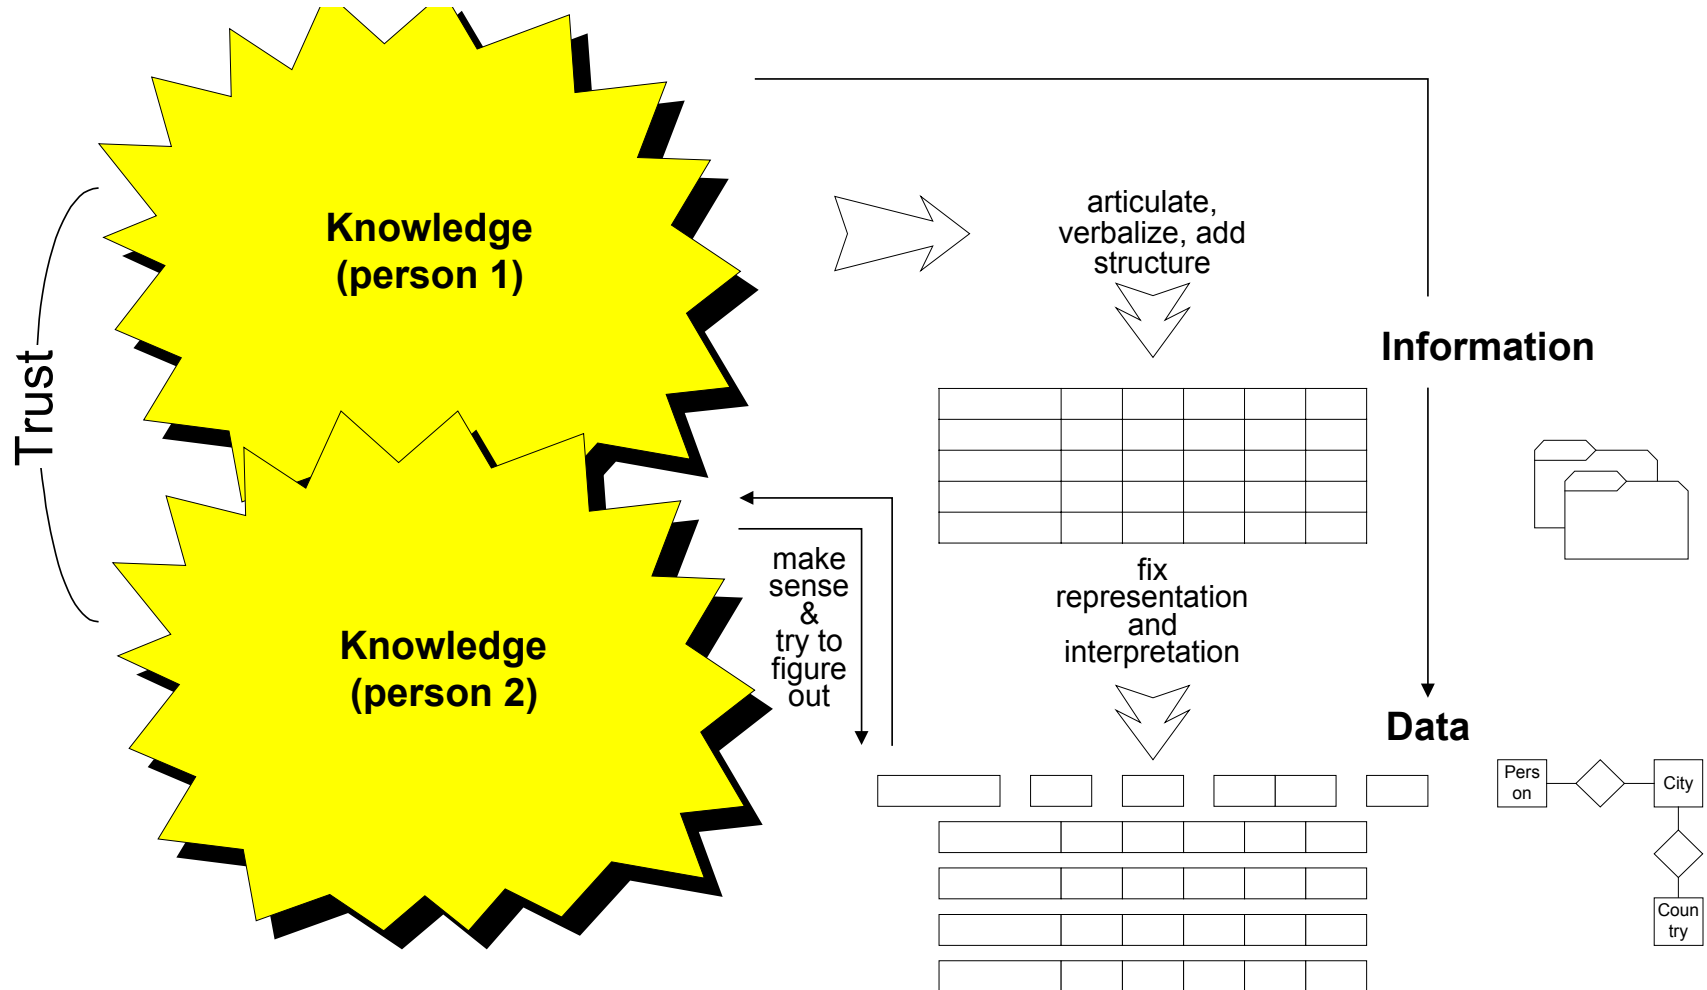 Knowledge
(person 1)
articulate,
verbalize, add
structure
Information
Trust
make
sense
&
try to
figure
out
fix
representation
and
interpretation
Knowledge
(person 2)
Data
Pers
on
City
Coun
try